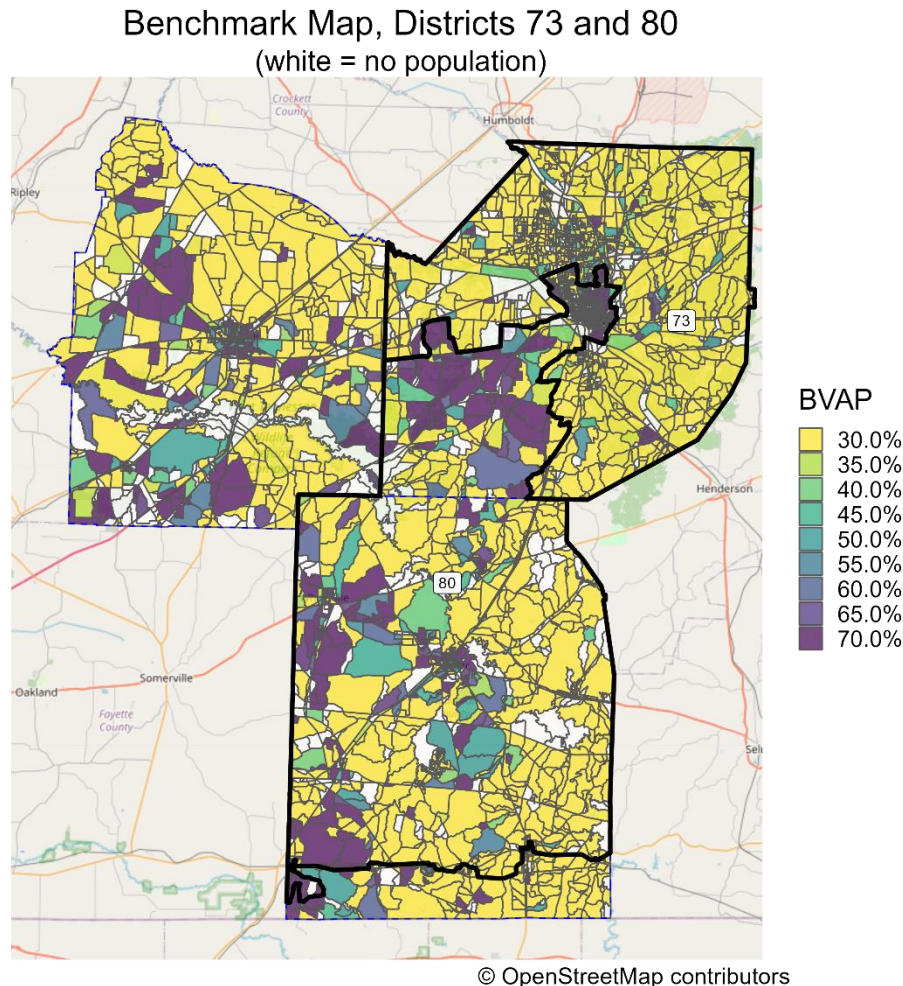 Benchmark Map, Districts 73 and 80
(white = no population)
Crockett
County
Humboldt
Ripley
73
BVAP
30.0%
35.0%
40.0%
45.0%
50.0%
55.0%
60.0%
65.0%
70.0%
Henderson
80
Somerville
Oakland
Fayette
County
© OpenStreetMap contributors